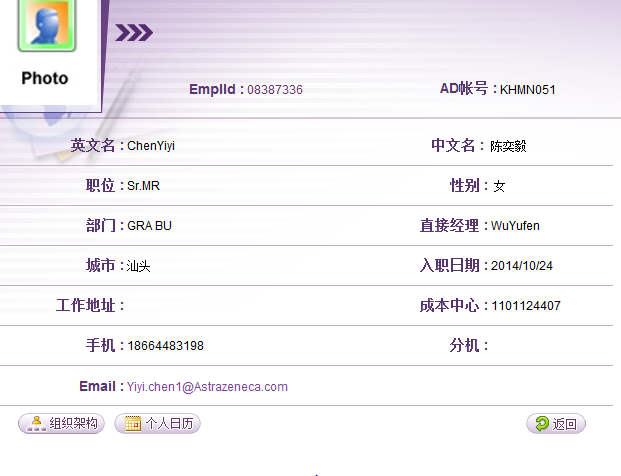 Photo
EmplId : 08387336 AD帐号 : KHMN051
英文名 : ChenYiyi 中文名 : 陈奕毅
职位 : Sr.MR 性别 : 女
部门 : GRA BU 直接经理 : WuYufen
城市 : 汕头 入职日期 : 2014/10/24
工作地址 : 成本中心 : 1101124407
手机 : 18664483198 分机 :
Email : Yiyi.chen1@Astrazeneca.com
组织架构 个人日历 返回